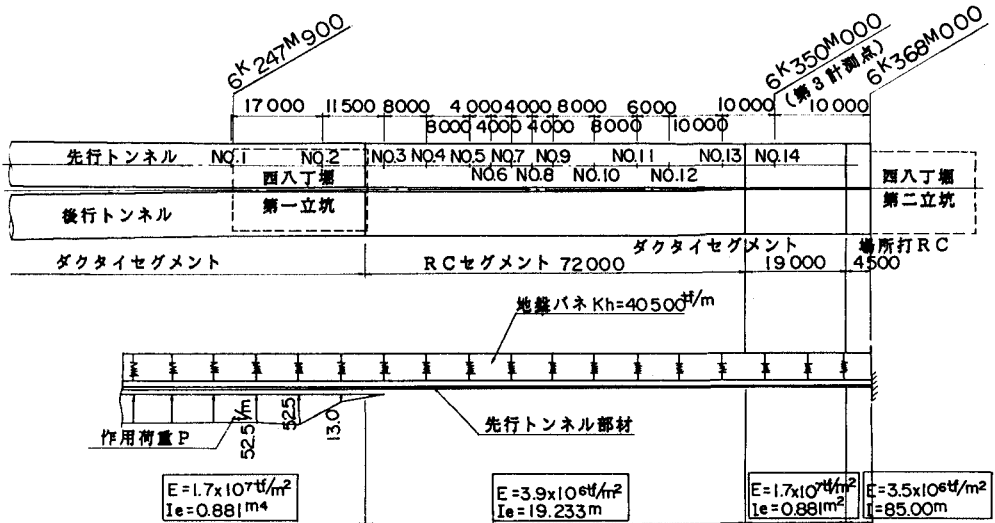 6K247M900
6K350M000
(第3計測点)
6K368M000
17000 11500 8000 4000 4000 8000 6000 10000 10000
8000 4000 4000 8000 10000
先行トンネル NO.1 NO.2 NO.3 NO.4 NO.5 NO.7 NO.9 NO.11 NO.13 NO.14
NO.6 NO.8 NO.10 NO.12
西八丁堀
第一立坑
西八丁堀
第二立坑
後行トンネル
ダクタイセグメント
RCセグメント 72000
ダクタイセグメント
19000
場所打RC
4500
地盤バネ Kh=40500tf/m
作用荷重P
52.5tf/m
52.5
13.0
先行トンネル部材
E=1.7x10⁷tf/m²
Ie=0.881m⁴
E=3.9x10⁶tf/m²
Ie=19.233m
E=1.7x10⁷tf/m²
Ie=0.881m²
E=3.5x10⁶tf/m²
I=85.00m